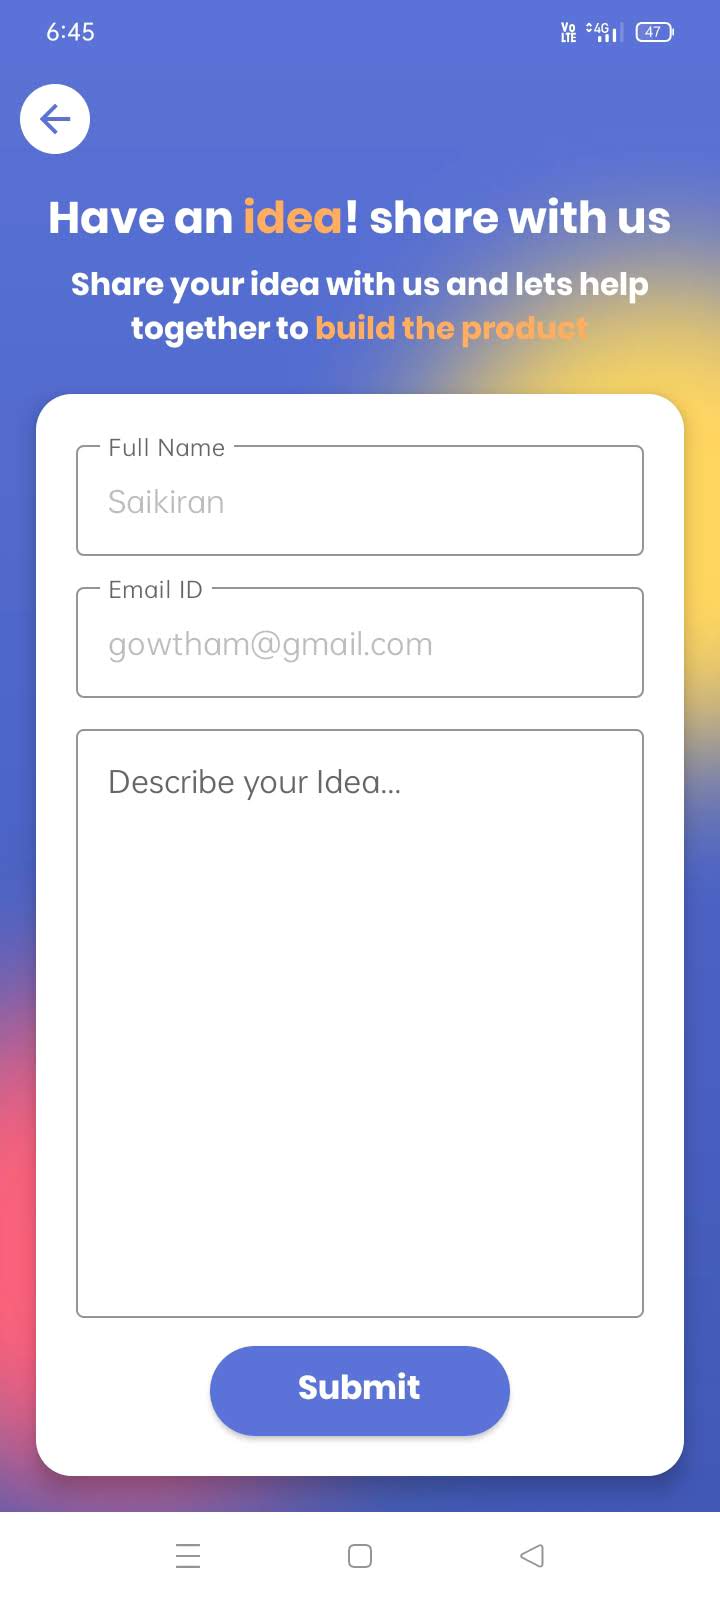 6:45
Vo LTE 4G 47
Have an idea! share with us
Share your idea with us and lets help
together to build the product
Full Name
Saikiran
Email ID
gowtham@gmail.com
Describe your Idea...
Submit